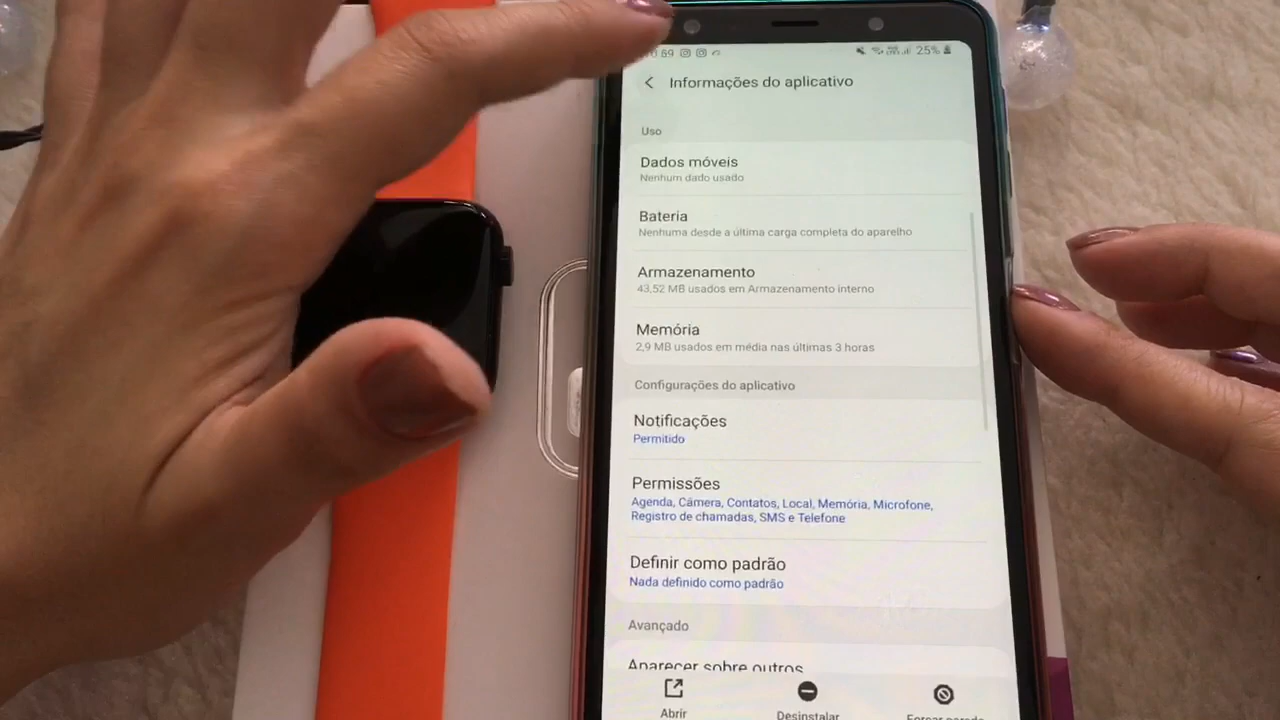 25%
Informações do aplicativo
Uso
Dados móveis
Nenhum dado usado
Bateria
Nenhuma desde a última carga completa do aparelho
Armazenamento
43,52 MB usados em Armazenamento interno
Memória
2,9 MB usados em média nas últimas 3 horas
Configurações do aplicativo
Notificações
Permitido
Permissões
Agenda, Câmera, Contatos, Local, Memória, Microfone,
Registro de chamadas, SMS e Telefone
Definir como padrão
Nada definido como padrão
Avançado
Aparecer sobre outros
Abrir
Desinstalar